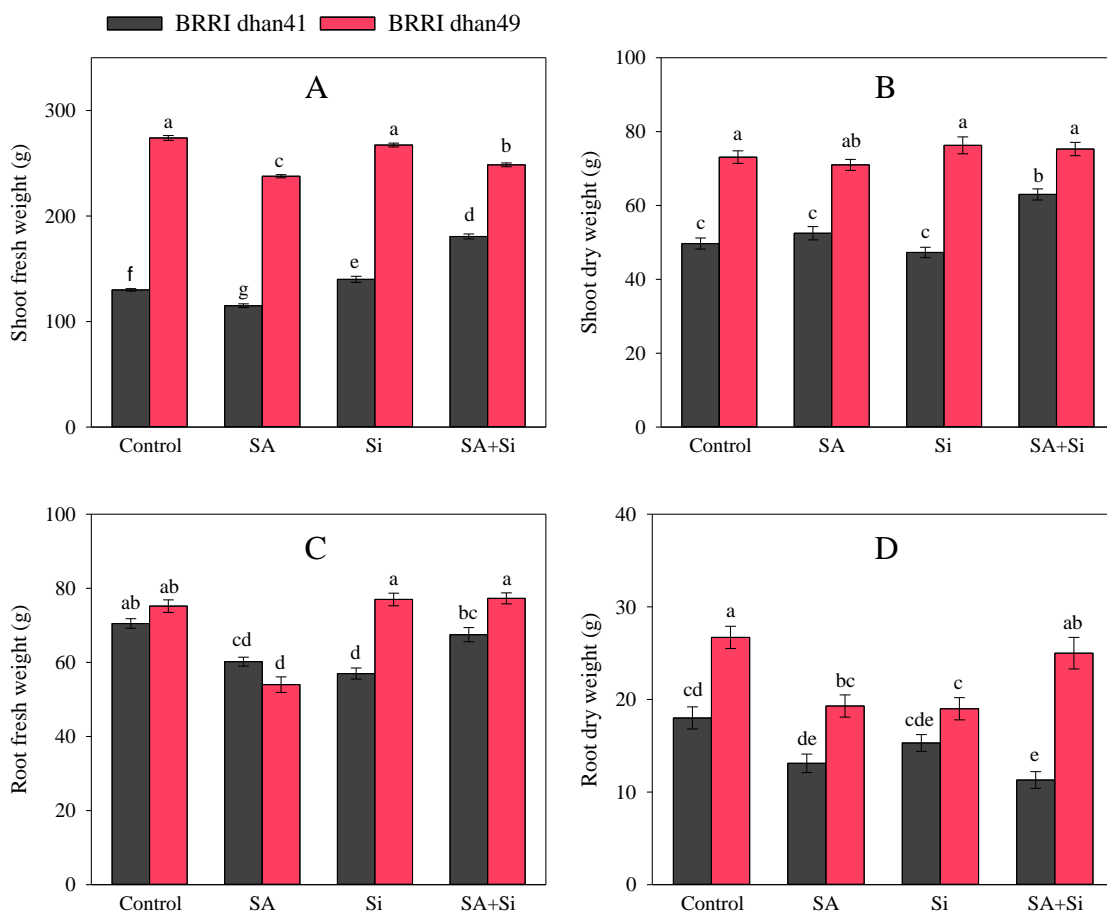 BRRI dhan41 BRRI dhan49
A
Shoot fresh weight (g)
300
200
100
0
a
a
b
c
d
e
f
g
Control SA Si SA+Si
B
Shoot dry weight (g)
100
80
60
40
20
0
a
ab
a
a
b
c
c
c
Control SA Si SA+Si
C
Root fresh weight (g)
100
80
60
40
20
0
ab
ab
cd
d
d
a
bc
a
Control SA Si SA+Si
D
Root dry weight (g)
40
30
20
10
0
cd
a
de
bc
cde
c
e
ab
Control SA Si SA+Si